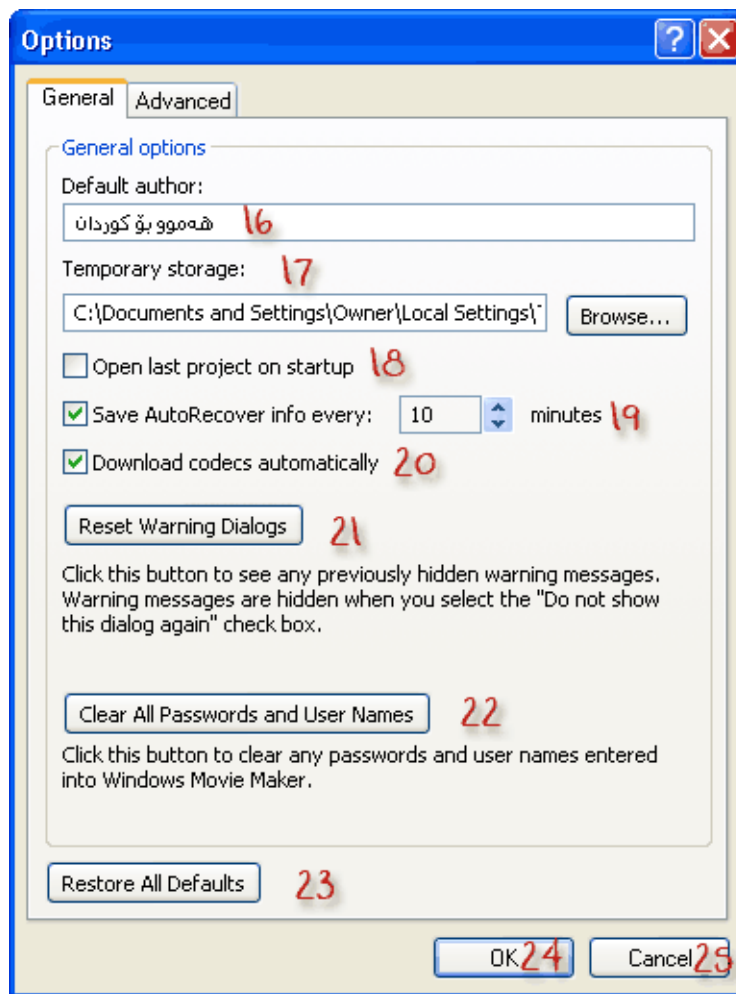 Options
General Advanced
General options
Default author:
هەموو بۆ کوردان 16
Temporary storage: 17
C:\Documents and Settings\Owner\Local Settings\ Browse...
Open last project on startup 18
Save AutoRecover info every: 10 minutes 19
Download codecs automatically 20
Reset Warning Dialogs 21
Click this button to see any previously hidden warning messages.
Warning messages are hidden when you select the "Do not show
this dialog again" check box.
Clear All Passwords and User Names 22
Click this button to clear any passwords and user names entered
into Windows Movie Maker.
Restore All Defaults 23
OK 24 Cancel 25